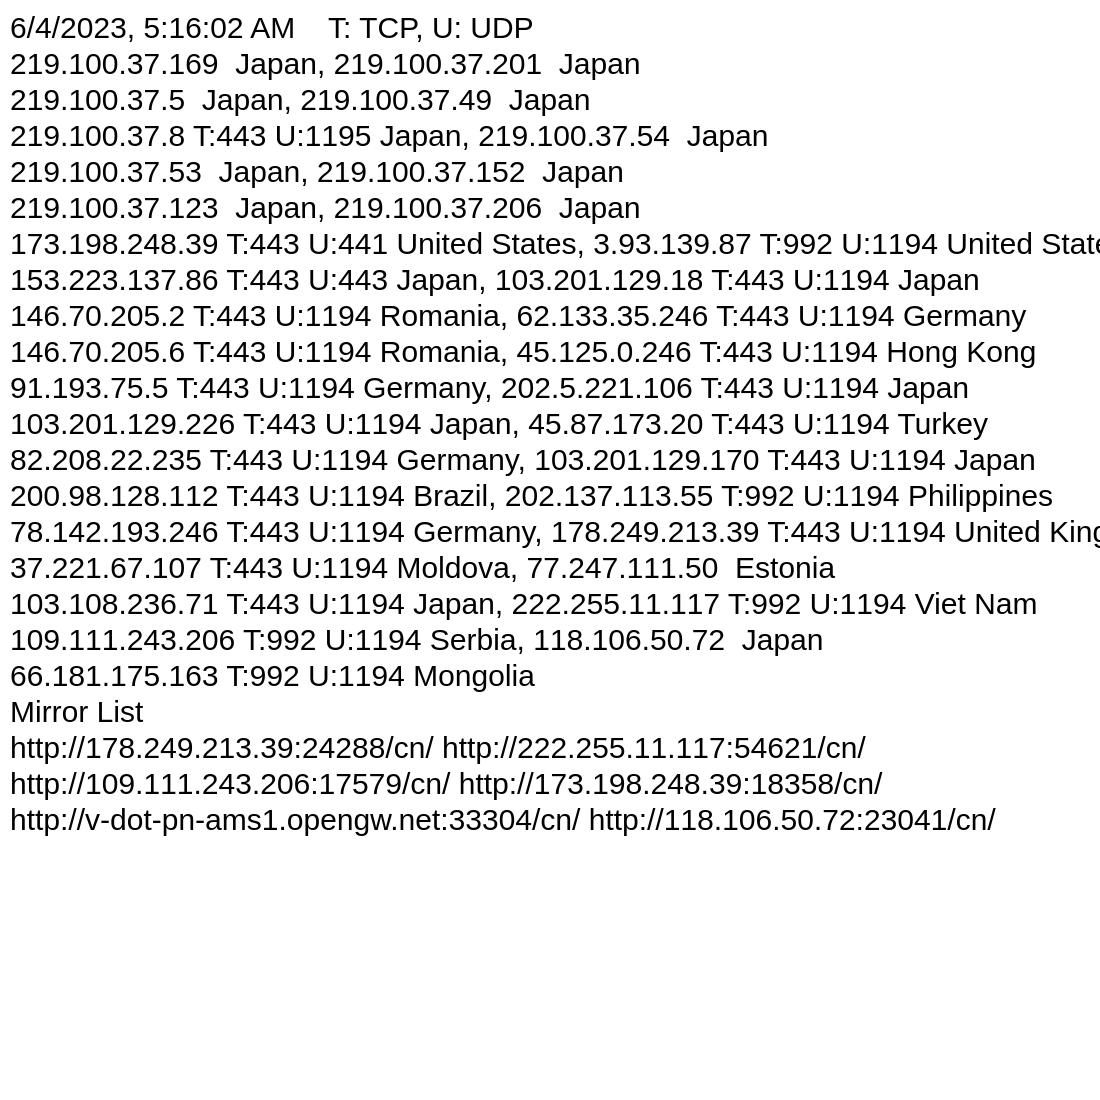 6/4/2023, 5:16:02 AM    T: TCP, U: UDP
219.100.37.169  Japan, 219.100.37.201  Japan
219.100.37.5  Japan, 219.100.37.49  Japan
219.100.37.8 T:443 U:1195 Japan, 219.100.37.54  Japan
219.100.37.53  Japan, 219.100.37.152  Japan
219.100.37.123  Japan, 219.100.37.206  Japan
173.198.248.39 T:443 U:441 United States, 3.93.139.87 T:992 U:1194 United State
153.223.137.86 T:443 U:443 Japan, 103.201.129.18 T:443 U:1194 Japan
146.70.205.2 T:443 U:1194 Romania, 62.133.35.246 T:443 U:1194 Germany
146.70.205.6 T:443 U:1194 Romania, 45.125.0.246 T:443 U:1194 Hong Kong
91.193.75.5 T:443 U:1194 Germany, 202.5.221.106 T:443 U:1194 Japan
103.201.129.226 T:443 U:1194 Japan, 45.87.173.20 T:443 U:1194 Turkey
82.208.22.235 T:443 U:1194 Germany, 103.201.129.170 T:443 U:1194 Japan
200.98.128.112 T:443 U:1194 Brazil, 202.137.113.55 T:992 U:1194 Philippines
78.142.193.246 T:443 U:1194 Germany, 178.249.213.39 T:443 U:1194 United King
37.221.67.107 T:443 U:1194 Moldova, 77.247.111.50  Estonia
103.108.236.71 T:443 U:1194 Japan, 222.255.11.117 T:992 U:1194 Viet Nam
109.111.243.206 T:992 U:1194 Serbia, 118.106.50.72  Japan
66.181.175.163 T:992 U:1194 Mongolia
Mirror List
http://178.249.213.39:24288/cn/ http://222.255.11.117:54621/cn/
http://109.111.243.206:17579/cn/ http://173.198.248.39:18358/cn/
http://v-dot-pn-ams1.opengw.net:33304/cn/ http://118.106.50.72:23041/cn/